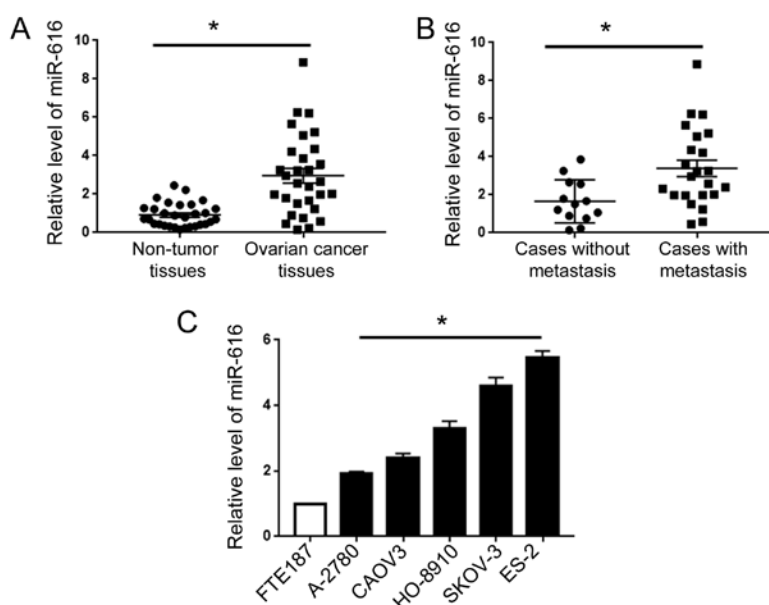 A
*
Relative level of miR-616
10
8
6
4
2
0
Non-tumor
tissues
Ovarian cancer
tissues
B
*
Relative level of miR-616
10
8
6
4
2
0
Cases without
metastasis
Cases with
metastasis
C
*
Relative level of miR-616
6
4
2
0
FTE187
A-2780
CAOV3
HO-8910
SKOV-3
ES-2